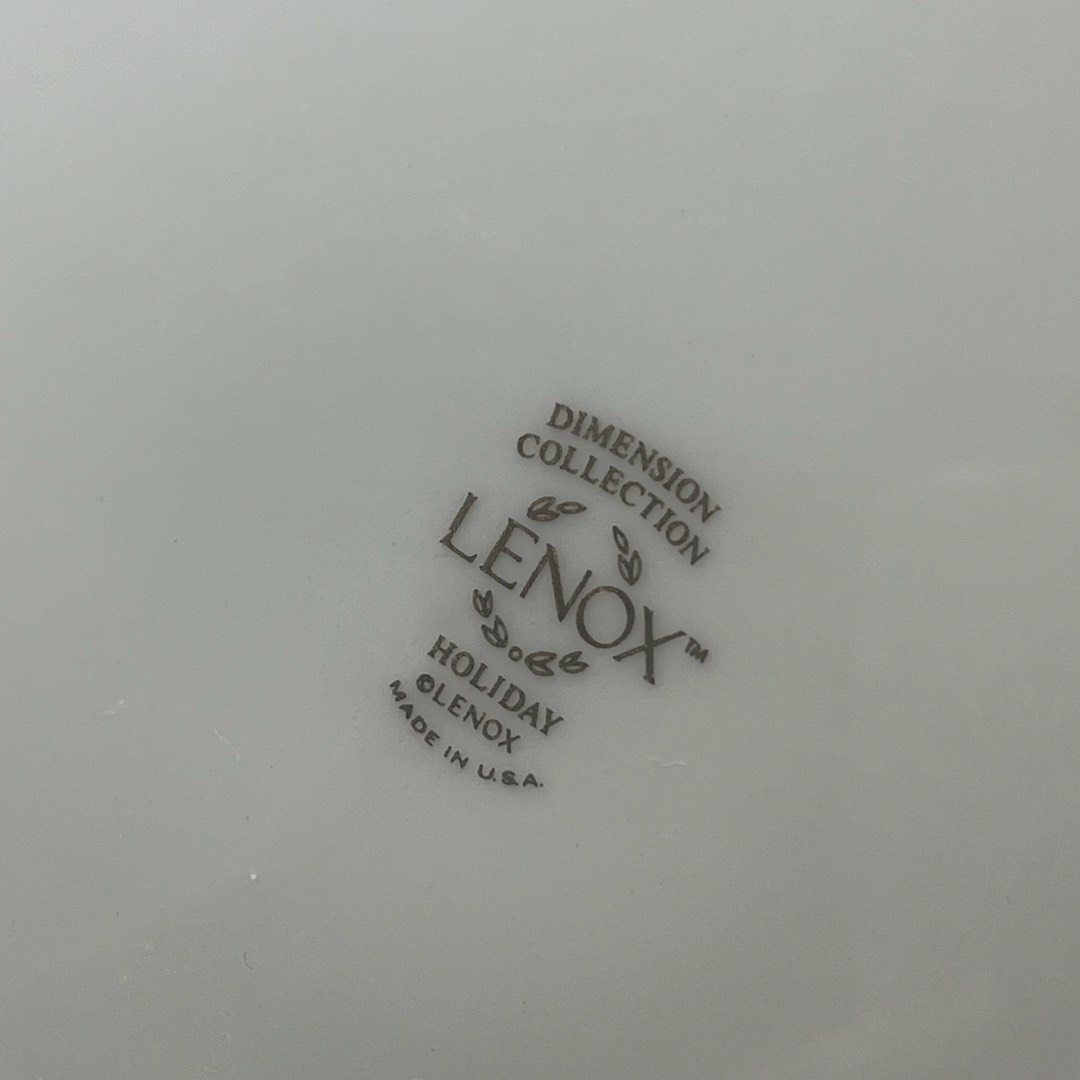 DIMENSION
COLLECTION
LENOX™
HOLIDAY
©LENOX
MADE IN U.S.A.